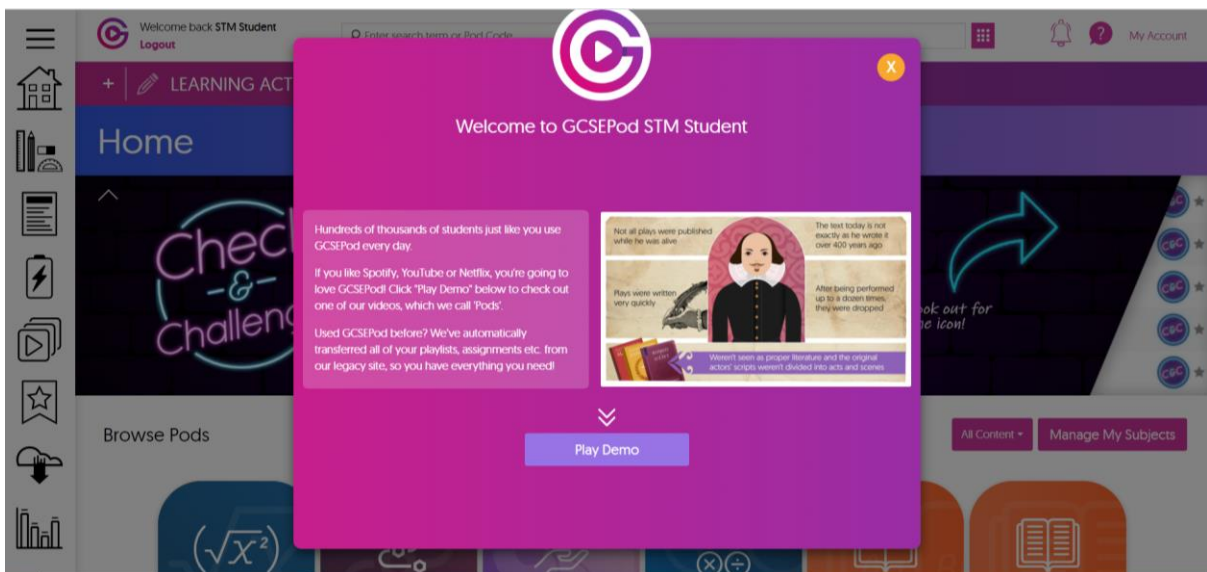 Welcome back STM Student
Logout
Enter search term or Pod Code
My Account
+ LEARNING ACT
Home
Welcome to GCSEPod STM Student
X
Check
-&-
Challeng
Hundreds of thousands of students just like you use
GCSEPod every day.
If you like Spotify, YouTube or Netflix, you're going to
love GCSEPod! Click "Play Demo" below to check out
one of our videos, which we call 'Pods'.
Used GCSEPod before? We've automatically
transferred all of your playlists, assignments etc. from
our legacy site, so you have everything you need!
Not all plays were published
while he was alive
The text today is not
exactly as he wrote it
over 400 years ago
Plays were written
very quickly
After being performed
up to a dozen times,
they were dropped
Weren't seen as proper literature and the original
actors' scripts weren't divided into acts and scenes
ook out for
e icon!
C&C
C&C
C&C
C&C
C&C
Play Demo
Browse Pods
All Content
Manage My Subjects
(√x²)